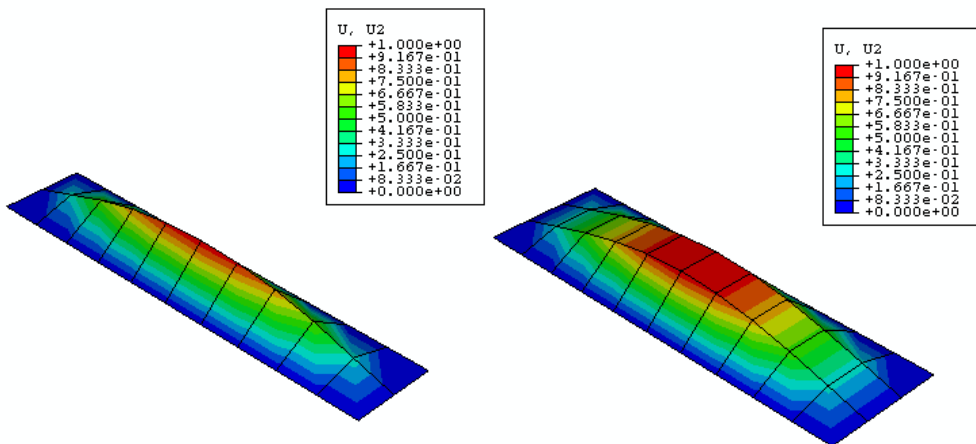 U, U2
+1.000e+00
+9.167e-01
+8.333e-01
+7.500e-01
+6.667e-01
+5.833e-01
+5.000e-01
+4.167e-01
+3.333e-01
+2.500e-01
+1.667e-01
+8.333e-02
+0.000e+00
U, U2
+1.000e+00
+9.167e-01
+8.333e-01
+7.500e-01
+6.667e-01
+5.833e-01
+5.000e-01
+4.167e-01
+3.333e-01
+2.500e-01
+1.667e-01
+8.333e-02
+0.000e+00